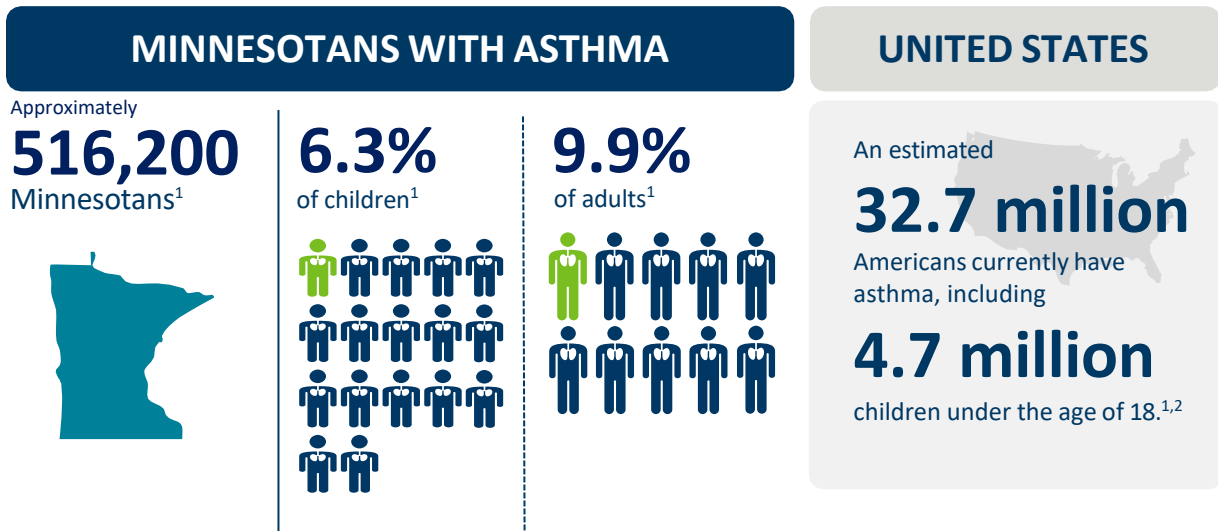 MINNESOTANS WITH ASTHMA
Approximately
516,200
Minnesotans1
6.3%
of children1
9.9%
of adults1
UNITED STATES
An estimated
32.7 million
Americans currently have
asthma, including
4.7 million
children under the age of 18.1,2